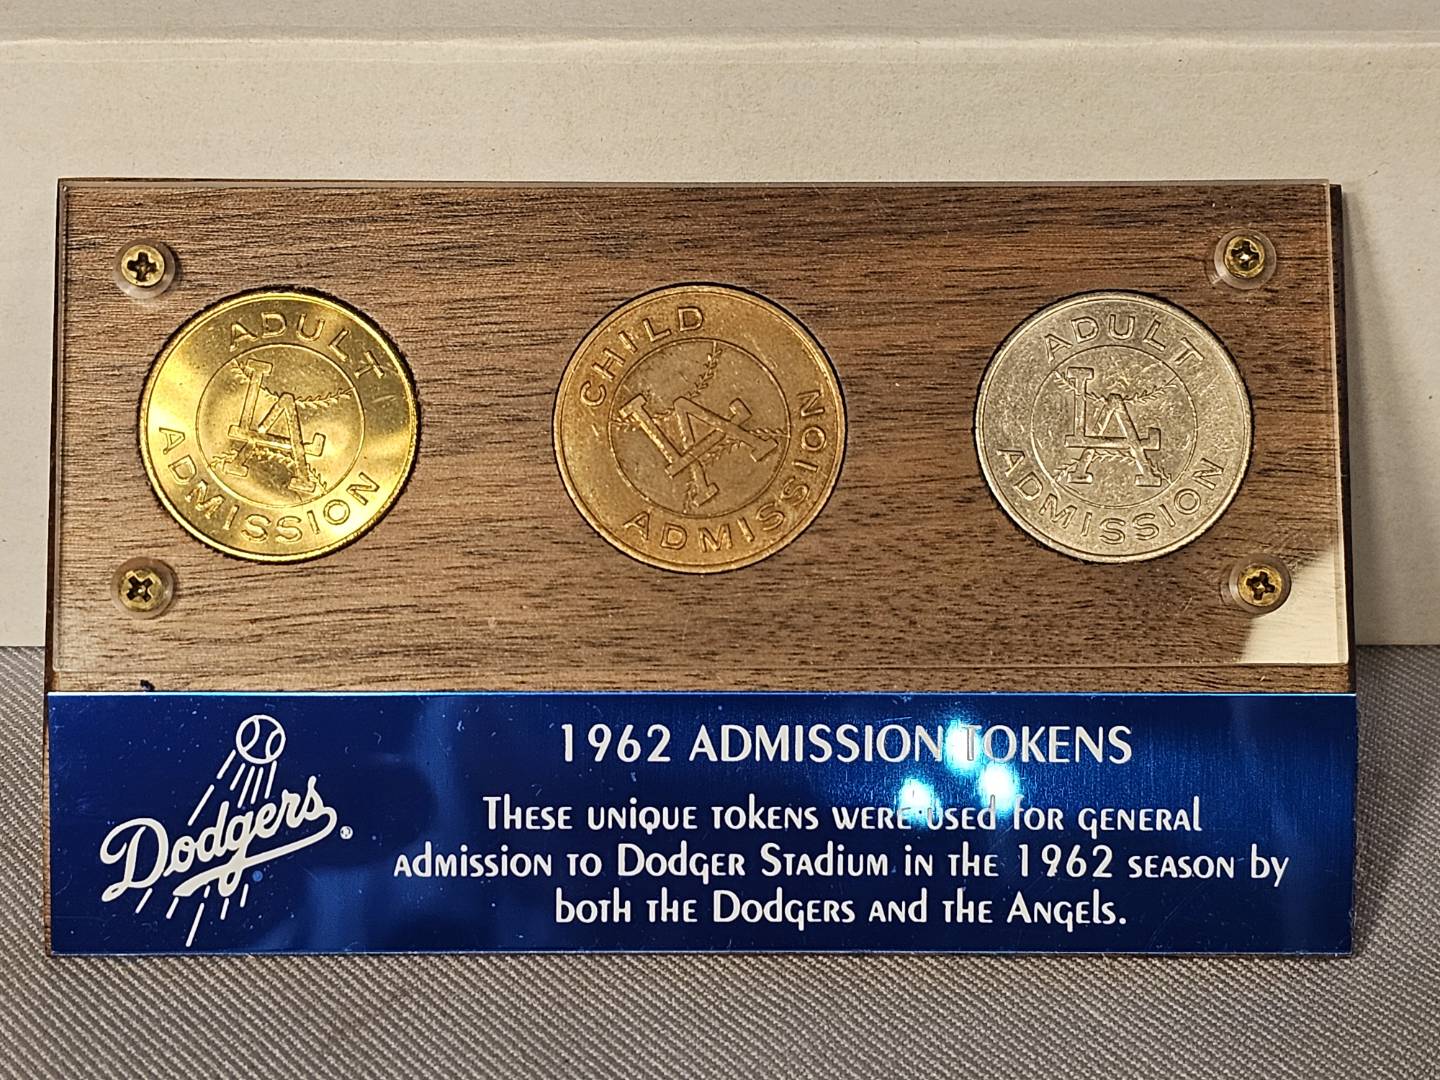 ADULT
LA
ADMISSION
CHILD
LA
ADMISSION
ADULT
LA
ADMISSION
Dodgers®
1962 ADMISSION TOKENS
These unique tokens were used for general
admission to Dodger Stadium in the 1962 season by
both the Dodgers and the Angels.